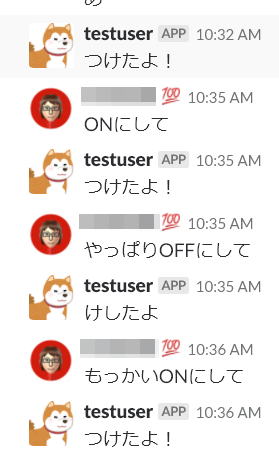 testuser APP 10:32 AM
つけたよ！
💯 10:35 AM
ONにして
testuser APP 10:35 AM
つけたよ！
💯 10:35 AM
やっぱりOFFにして
testuser APP 10:35 AM
けしたよ
💯 10:36 AM
もっかいONにして
testuser APP 10:36 AM
つけたよ！